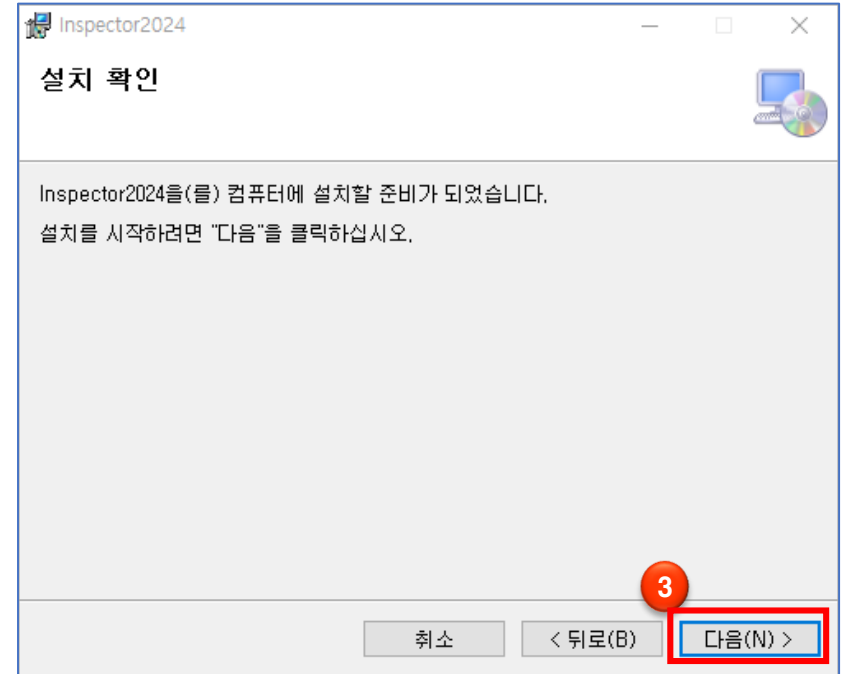 Inspector2024
설치 확인
Inspector2024을(를) 컴퓨터에 설치할 준비가 되었습니다.
설치를 시작하려면 "다음"을 클릭하십시오.
3
취소
< 뒤로(B)
다음(N) >